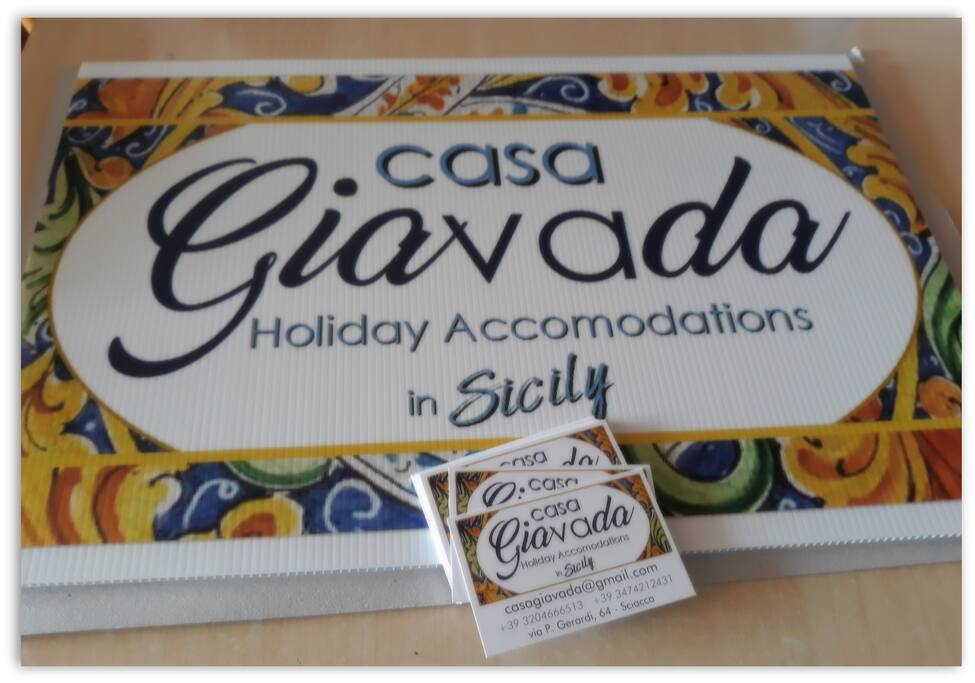 casa
Giavada
Holiday Accomodations
in Sicily
casa
da
casa
casa
Giavada
Holiday Accomodations
in Sicily
casagiavada@gmail.com
+39 3204666513 +39 3474212431
via P. Gerardi, 64 - Sciacca